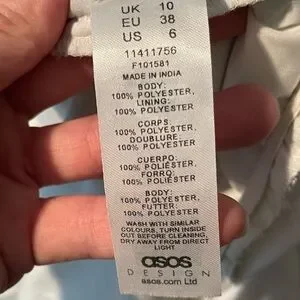 UK 10
EU 38
US 6
11411756
F101581
MADE IN INDIA
BODY:
100% POLYESTER,
LINING:
100% POLYESTER,
CORPS:
100% POLYESTER,
DOUBLURE:
100% POLYESTER,
CUERPO:
100% POLIÉSTER,
FORRO:
100% POLIÉSTER,
BODY:
100% POLYESTER,
FUTTER:
100% POLYESTER,
WASH WITH SIMILAR
COLOURS, TURN INSIDE
OUT BEFORE CLEANING,
DRY AWAY FROM DIRECT
LIGHT
asos
DESIGN
asos.com Ltd